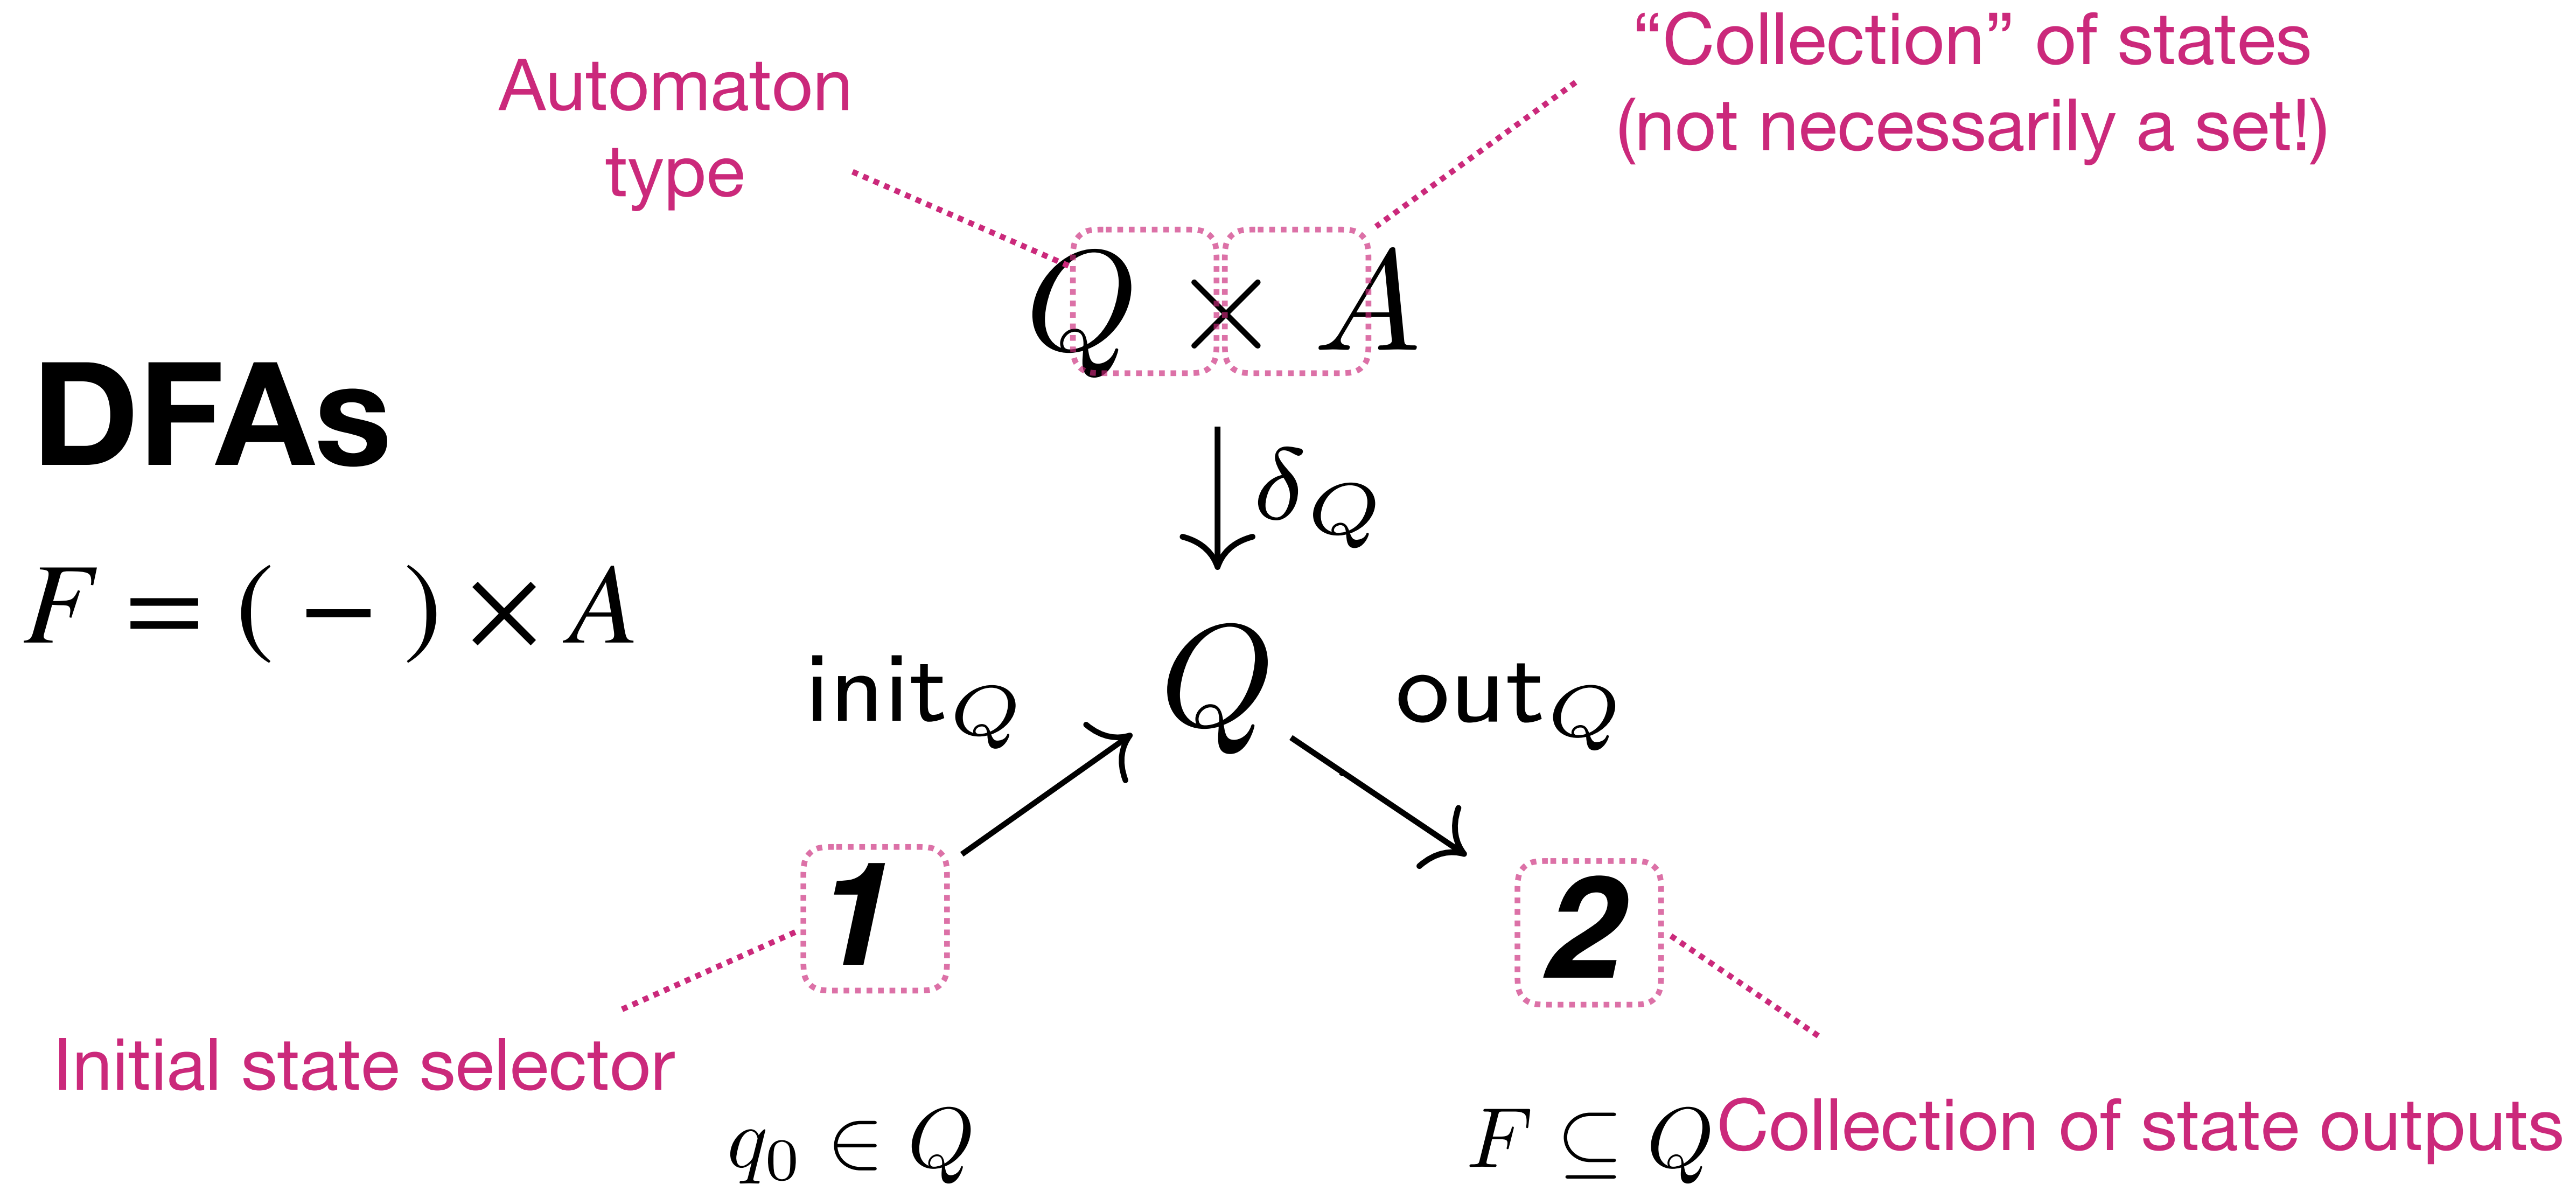 Automaton
type
“Collection” of states
(not necessarily a set!)
Q × A
DFAs
δ_Q
F = ( − ) × A
init_Q
Q
out_Q
1
2
Initial state selector
q_0 ∈ Q
F ⊆ Q
Collection of state outputs